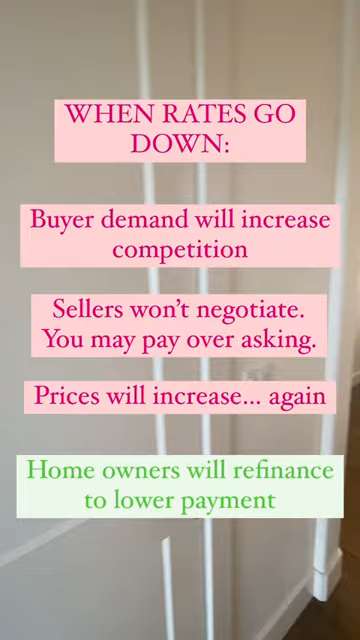 WHEN RATES GO
DOWN:
Buyer demand will increase
competition
Sellers won’t negotiate.
You may pay over asking.
Prices will increase... again
Home owners will refinance
to lower payment